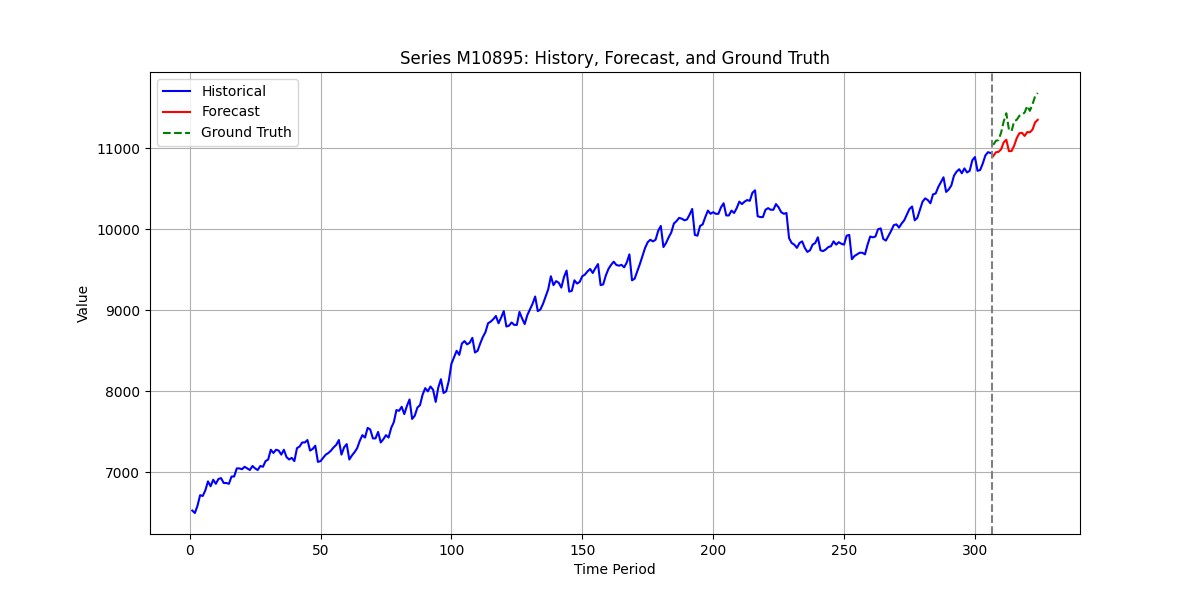 Series M10895: History, Forecast, and Ground Truth
Historical
Forecast
Ground Truth
Value
11000
10000
9000
8000
7000
0 50 100 150 200 250 300
Time Period